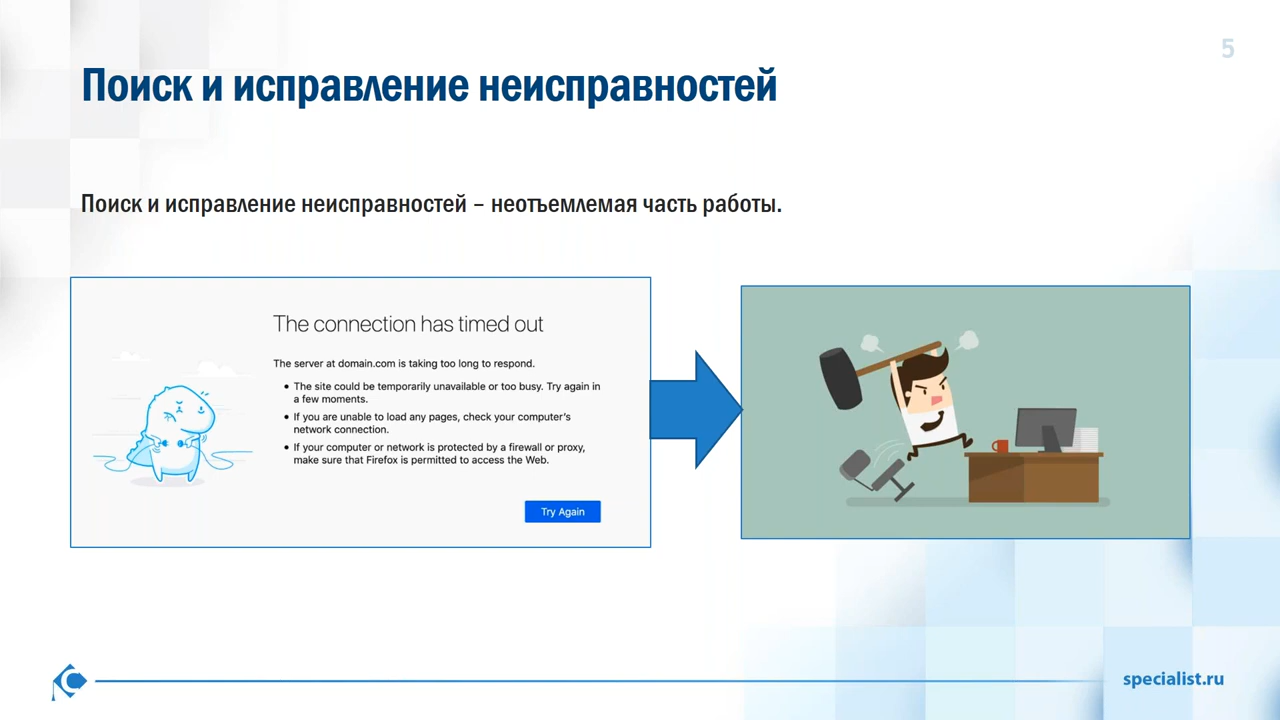 5
Поиск и исправление неисправностей
Поиск и исправление неисправностей – неотъемлемая часть работы.
The connection has timed out
The server at domain.com is taking too long to respond.
• The site could be temporarily unavailable or too busy. Try again in
a few moments.
• If you are unable to load any pages, check your computer's
network connection.
• If your computer or network is protected by a firewall or proxy,
make sure that Firefox is permitted to access the Web.
Try Again
specialist.ru